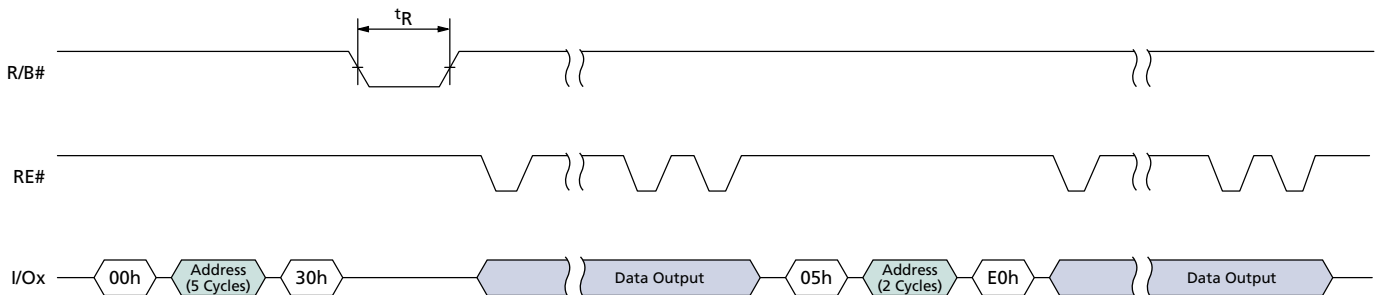 tR
R/B#
RE#
I/Ox
00h
Address
(5 Cycles)
30h
Data Output
05h
Address
(2 Cycles)
E0h
Data Output